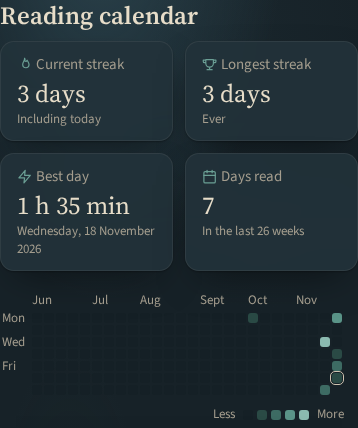 Reading calendar
Current streak
3 days
Including today
Longest streak
3 days
Ever
Best day
1 h 35 min
Wednesday, 18 November
2026
Days read
7
In the last 26 weeks
Jun Jul Aug Sept Oct Nov
Mon
Wed
Fri
Less More